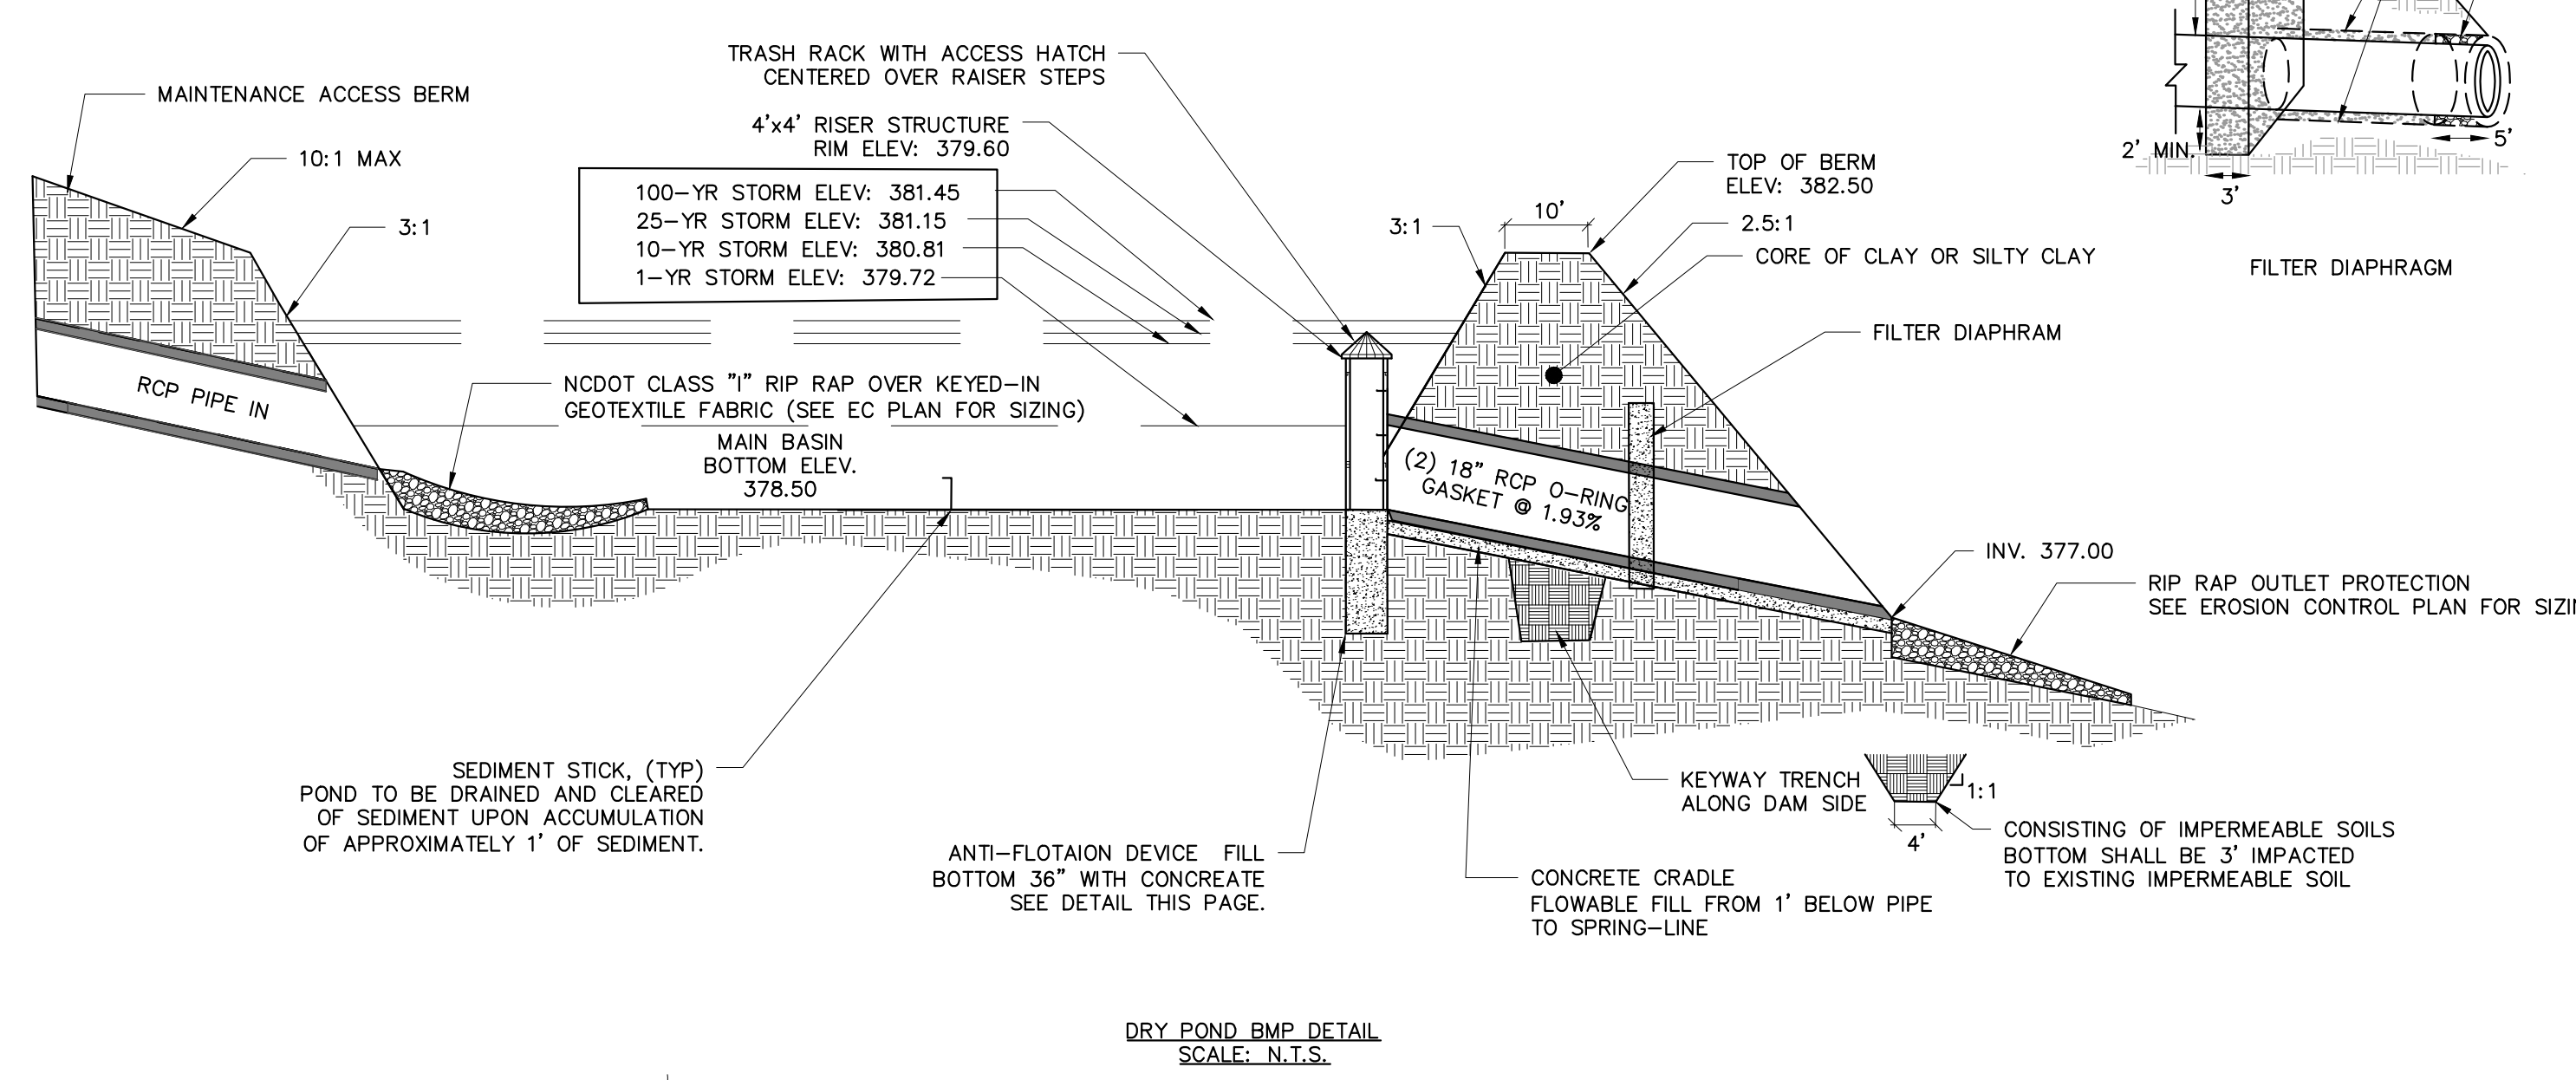 TRASH RACK WITH ACCESS HATCH
CENTERED OVER RAISER STEPS
MAINTENANCE ACCESS BERM
10:1 MAX
3:1
4'x4' RISER STRUCTURE
RIM ELEV: 379.60
100-YR STORM ELEV: 381.45
25-YR STORM ELEV: 381.15
10-YR STORM ELEV: 380.81
1-YR STORM ELEV: 379.72
TOP OF BERM
ELEV: 382.50
10'
3:1
2.5:1
CORE OF CLAY OR SILTY CLAY
FILTER DIAPHRAM
2' MIN.
3'
5'
FILTER DIAPHRAGM
RCP PIPE IN
NCDOT CLASS "I" RIP RAP OVER KEYED-IN
GEOTEXTILE FABRIC (SEE EC PLAN FOR SIZING)
MAIN BASIN
BOTTOM ELEV.
378.50
(2) 18" RCP O-RING
GASKET @ 1.93%
INV. 377.00
RIP RAP OUTLET PROTECTION
SEE EROSION CONTROL PLAN FOR
SEDIMENT STICK, (TYP)
POND TO BE DRAINED AND CLEARED
OF SEDIMENT UPON ACCUMULATION
OF APPROXIMATELY 1' OF SEDIMENT.
ANTI-FLOTAION DEVICE FILL
BOTTOM 36" WITH CONCREATE
SEE DETAIL THIS PAGE.
KEYWAY TRENCH
ALONG DAM SIDE
1:1
4'
CONSISTING OF IMPERMEABLE SOILS
BOTTOM SHALL BE 3' IMPACTED
TO EXISTING IMPERMEABLE SOIL
CONCRETE CRADLE
FLOWABLE FILL FROM 1' BELOW PIPE
TO SPRING-LINE
DRY POND BMP DETAIL
SCALE: N.T.S.